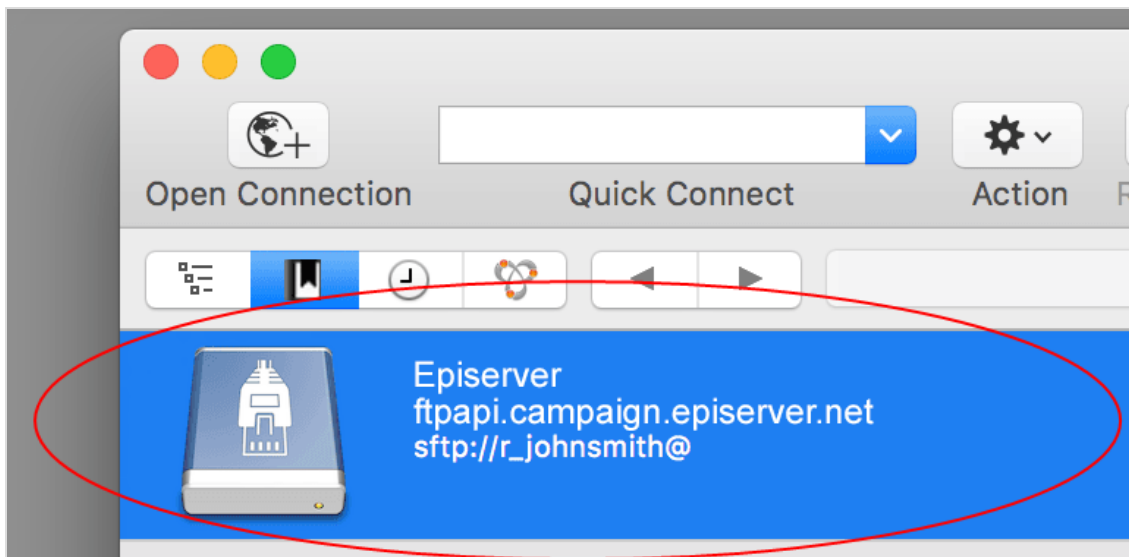 Open Connection
Quick Connect
Action
Episerver
ftpapi.campaign.episerver.net
sftp://r_johnsmith@